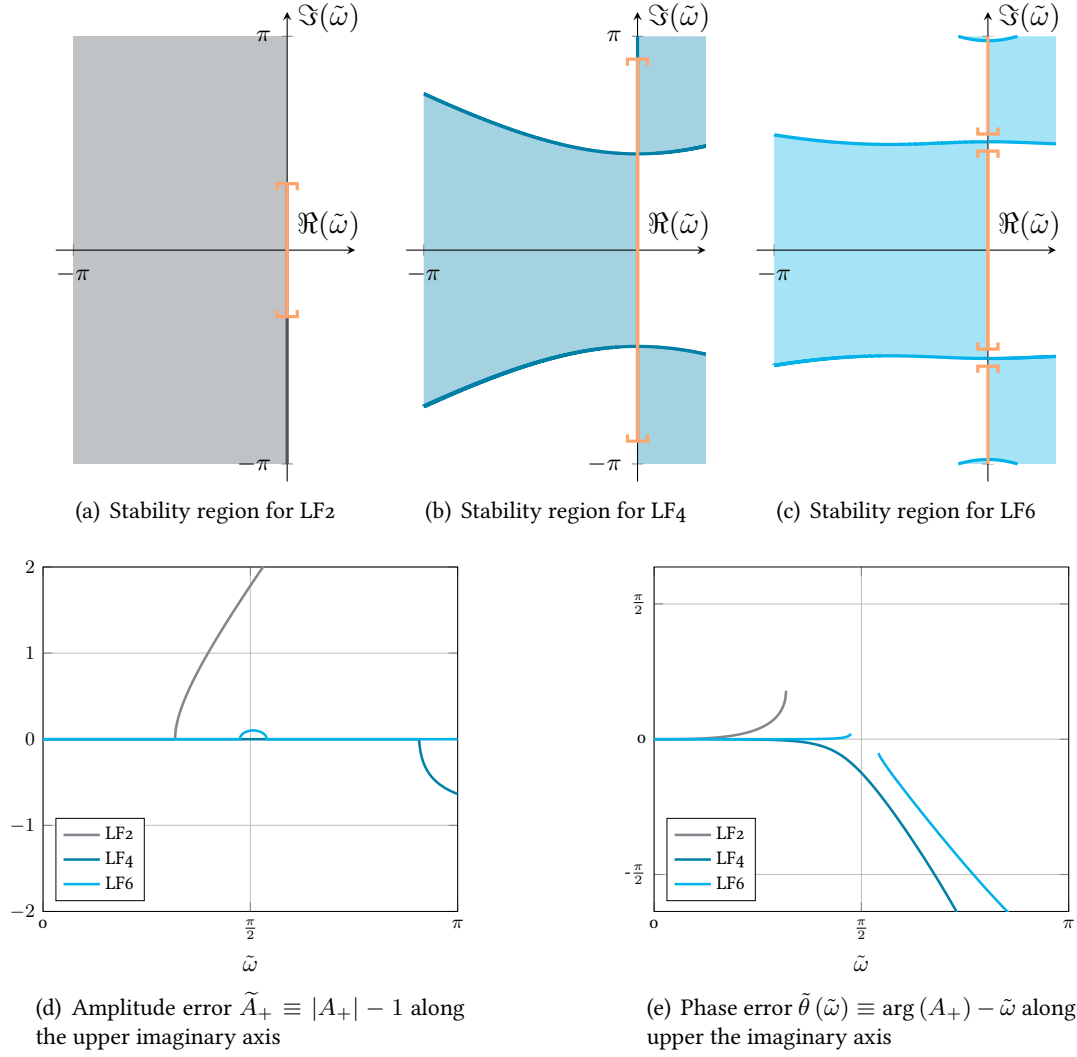 ℑ(ω̃)
ℜ(ω̃)
−π
−π
(a) Stability region for LF2
ℑ(ω̃)
π
ℜ(ω̃)
−π
−π
(b) Stability region for LF4
ℑ(ω̃)
ℜ(ω̃)
−π
(c) Stability region for LF6
2
1
0
−1
−2
LF2
LF4
LF6
0
π/2
π
ω̃
(d) Amplitude error Ã₊ ≡ |A₊| − 1 along
the upper imaginary axis
π/2
0
-π/2
LF2
LF4
LF6
0
π/2
π
ω̃
(e) Phase error θ̃ (ω̃) ≡ arg (A₊) − ω̃ along
upper the imaginary axis